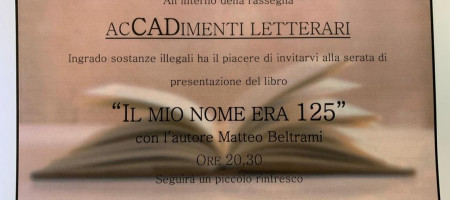 All'interno della rassegna
ACCADIMENTI LETTERARI
Ingrado sostanze illegali ha il piacere di invitarvi alla serata di
presentazione del libro
"IL MIO NOME ERA 125"
con l'autore Matteo Beltrami
ORE 20,30
Seguirà un piccolo rinfresco